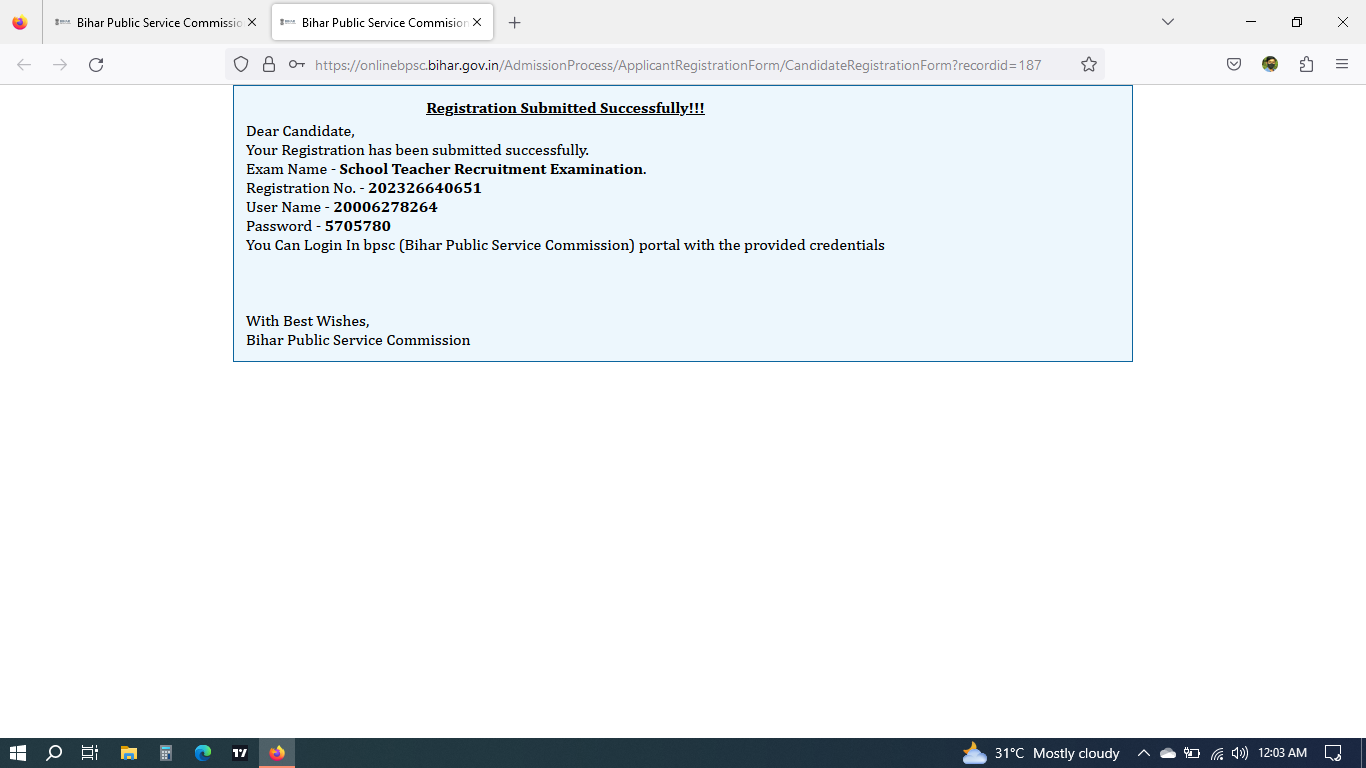 Bihar Public Service Commissio
Bihar Public Service Commision
https://onlinebpsc.bihar.gov.in/AdmissionProcess/ApplicantRegistrationForm/CandidateRegistrationForm?recordid=187
Registration Submitted Successfully!!!
Dear Candidate,
Your Registration has been submitted successfully.
Exam Name - School Teacher Recruitment Examination.
Registration No. - 202326640651
User Name - 20006278264
Password - 5705780
You Can Login In bpsc (Bihar Public Service Commission) portal with the provided credentials
With Best Wishes,
Bihar Public Service Commission
31°C Mostly cloudy
12:03 AM